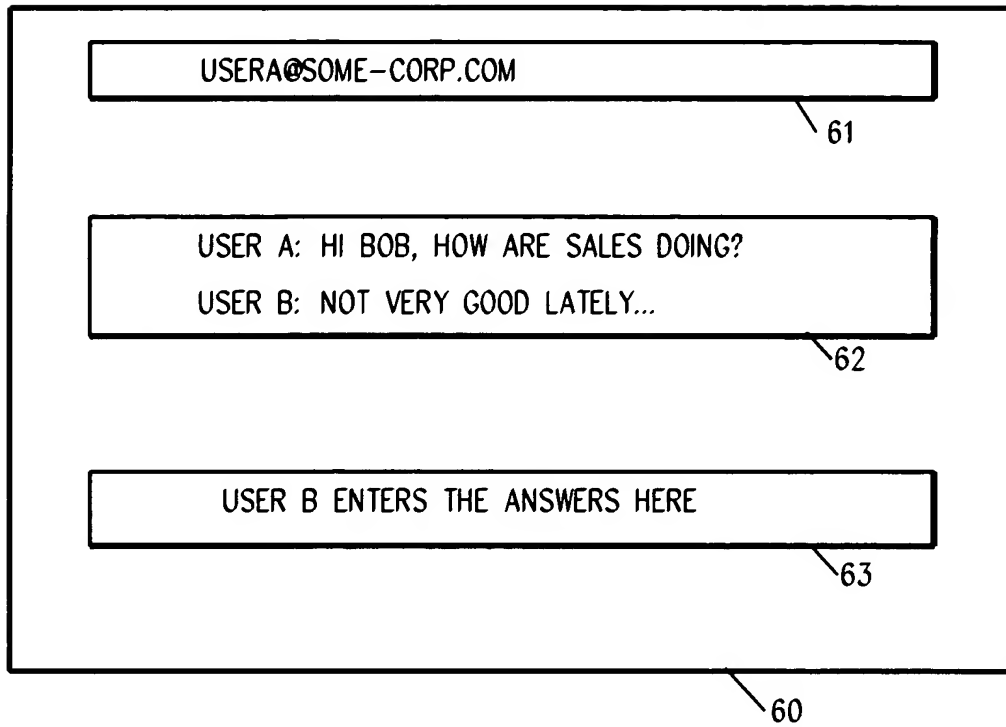 USERA@SOME-CORP.COM
61
USER A: HI BOB, HOW ARE SALES DOING?
USER B: NOT VERY GOOD LATELY...
62
USER B ENTERS THE ANSWERS HERE
63
60